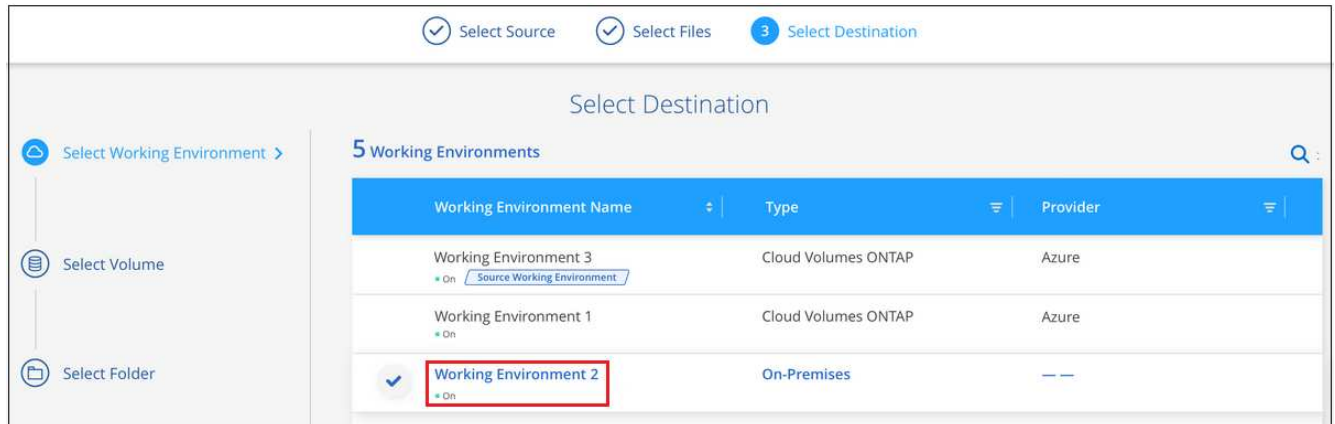 Select Source Select Files 3 Select Destination
Select Destination
Select Working Environment >
5 Working Environments
Working Environment Name Type Provider
Working Environment 3 Cloud Volumes ONTAP Azure
On Source Working Environment
Select Volume
Working Environment 1 Cloud Volumes ONTAP Azure
On
Select Folder
Working Environment 2 On-Premises — —
On